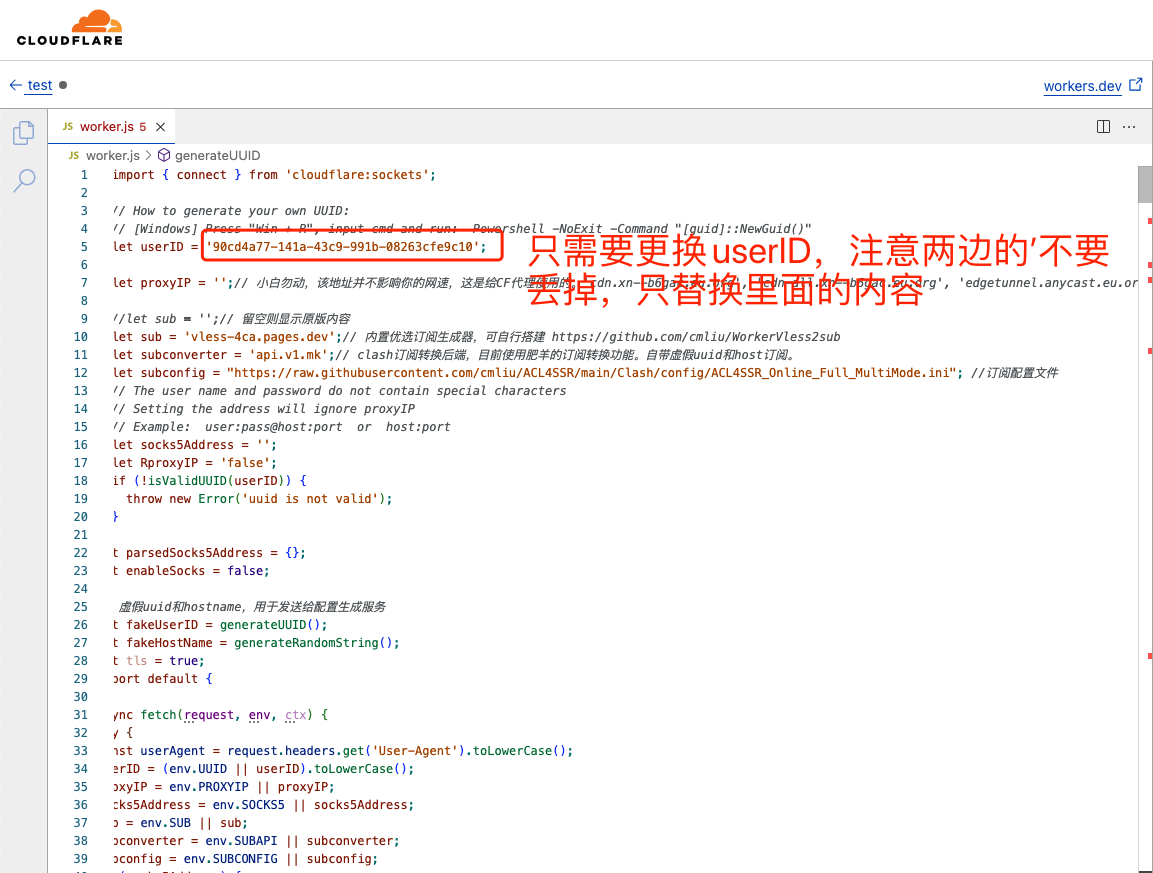 CLOUDFLARE
← test ●
workers.dev
JS worker.js 5 ×
JS worker.js > generateUUID
1 import { connect } from 'cloudflare:sockets';
2
3 // How to generate your own UUID:
4 // [Windows] Press "Win + R", input cmd and run: Powershell -NoExit -Command "[guid]::NewGuid()"
5 let userID = '90cd4a77-141a-43c9-991b-08263cfe9c10';
只需要更换userID，注意两边的'不要
丢掉，只替换里面的内容
6
7 let proxyIP = '';// 小白勿动，该地址并不影响你的网速，这是给CF代理使用的。 'edgetunnel.anycast.eu.or
8
9 //let sub = '';// 留空则显示原版内容
10 let sub = 'vless-4ca.pages.dev';// 内置优选订阅生成器，可自行搭建 https://github.com/cmliu/WorkerVless2sub
11 let subconverter = 'api.v1.mk';// clash订阅转换后端，目前使用肥羊的订阅转换功能。自带虚假uuid和host订阅。
12 let subconfig = "https://raw.githubusercontent.com/cmliu/ACL4SSR/main/Clash/config/ACL4SSR_Online_Full_MultiMode.ini"; //订阅配置文件
13 // The user name and password do not contain special characters
14 // Setting the address will ignore proxyIP
15 // Example:  user:pass@host:port  or  host:port
16 let socks5Address = '';
17 let RproxyIP = 'false';
18 if (!isValidUUID(userID)) {
19 throw new Error('uuid is not valid');
20 }
21
22 t parsedSocks5Address = {};
23 t enableSocks = false;
24
25 虚假uuid和hostname，用于发送给配置生成服务
26 t fakeUserID = generateUUID();
27 t fakeHostName = generateRandomString();
28 t tls = true;
29 port default {
30
31 ync fetch(request, env, ctx) {
32 y {
33 nst userAgent = request.headers.get('User-Agent').toLowerCase();
34 erID = (env.UUID || userID).toLowerCase();
35 oxyIP = env.PROXYIP || proxyIP;
36 cks5Address = env.SOCKS5 || socks5Address;
37 b = env.SUB || sub;
38 bconverter = env.SUBAPI || subconverter;
39 bconfig = env.SUBCONFIG || subconfig;